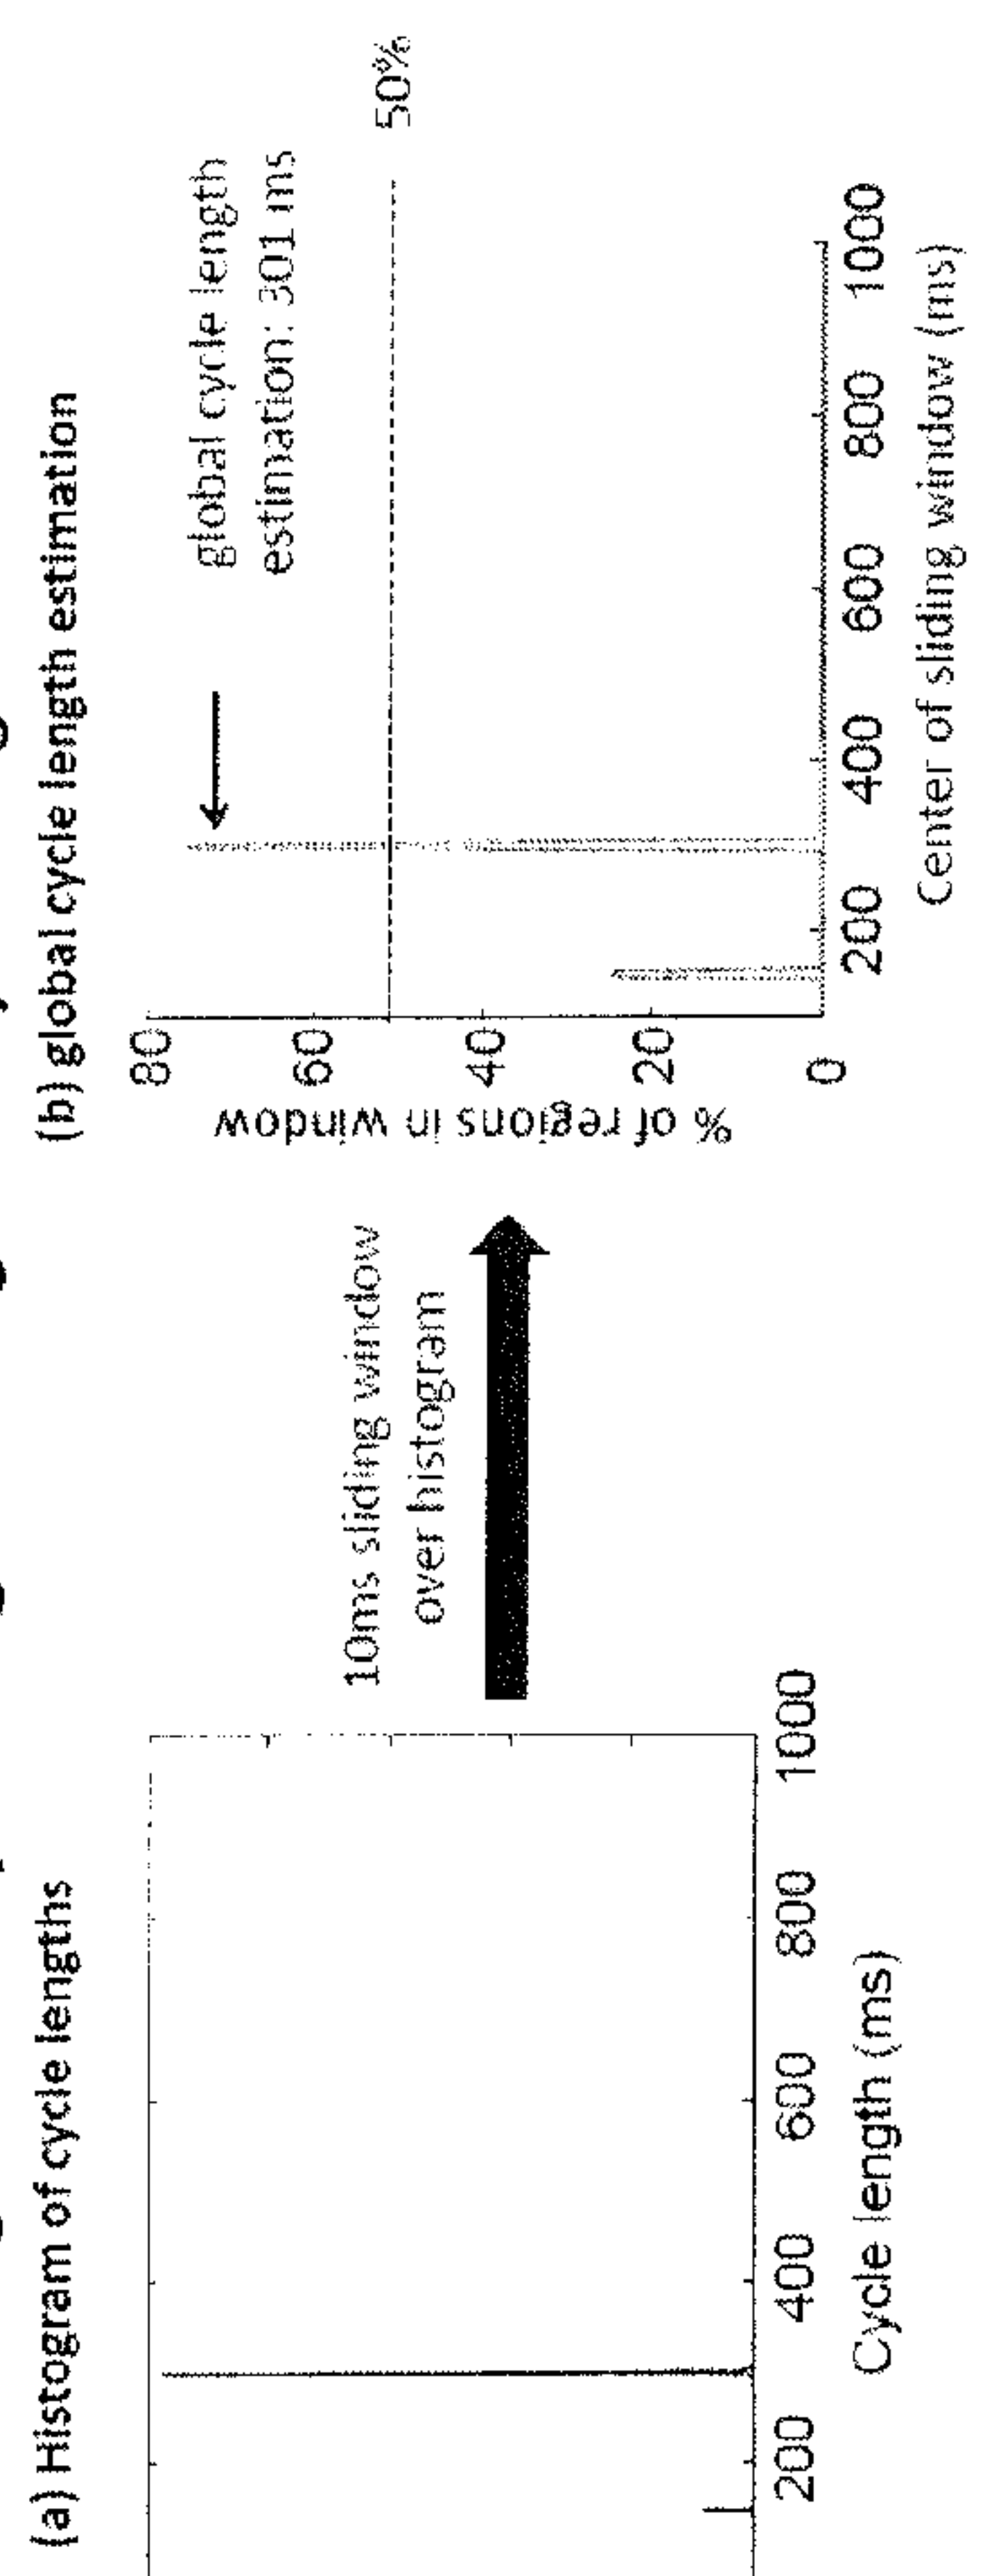 (a) Histogram of cycle lengths
200
400
600
800
1000
Cycle length (ms)
10ms sliding window
over histogram
(b) global cycle length estimation
80
60
40
20
0
% of regions in window
global cycle length
estimation: 301 ms
50%
200
400
600
800
1000
Center of sliding window (ms)